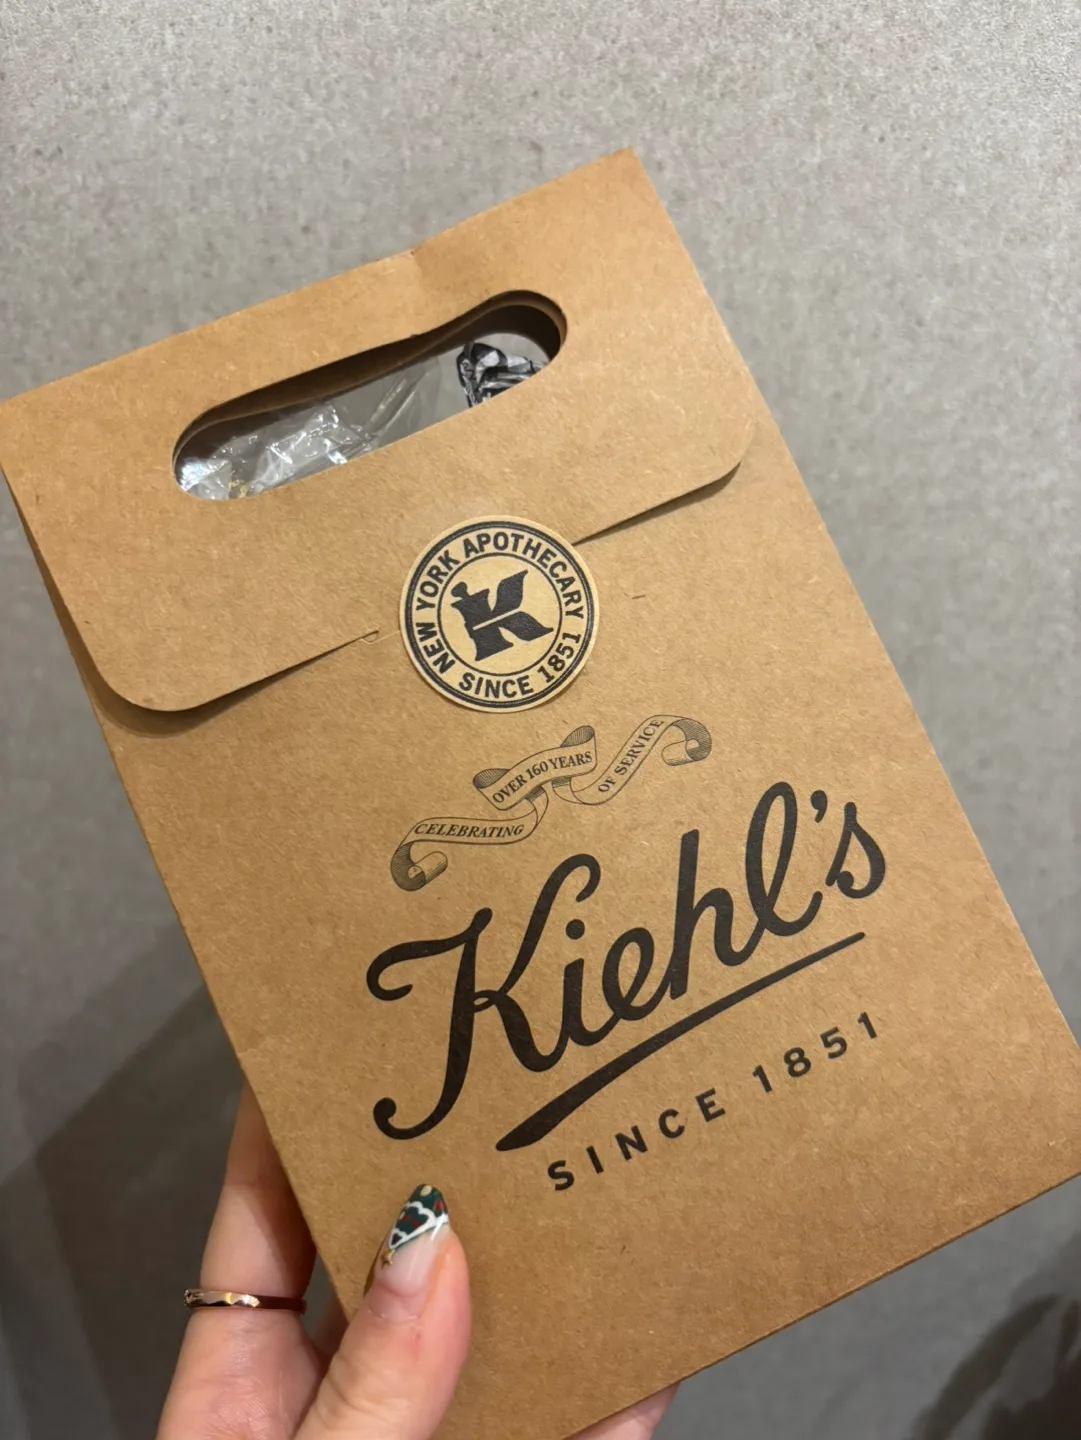 NEW YORK APOTHECARY
SINCE 1851
K
CELEBRATING OVER 160 YEARS OF SERVICE
Kiehl's
SINCE 1851